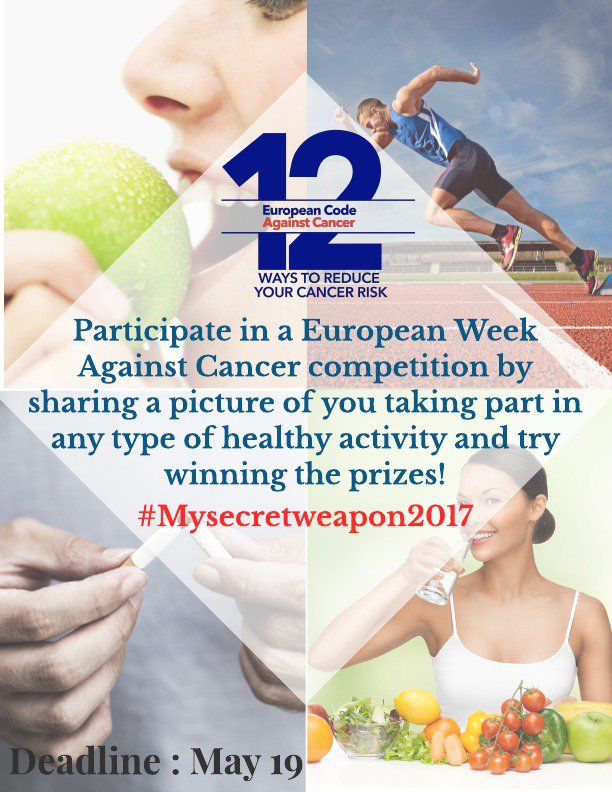 12
European Code
Against Cancer
WAYS TO REDUCE
YOUR CANCER RISK
Participate in a European Week
Against Cancer competition by
sharing a picture of you taking part in
any type of healthy activity and try
winning the prizes!
#Mysecretweapon2017
Deadline : May 19